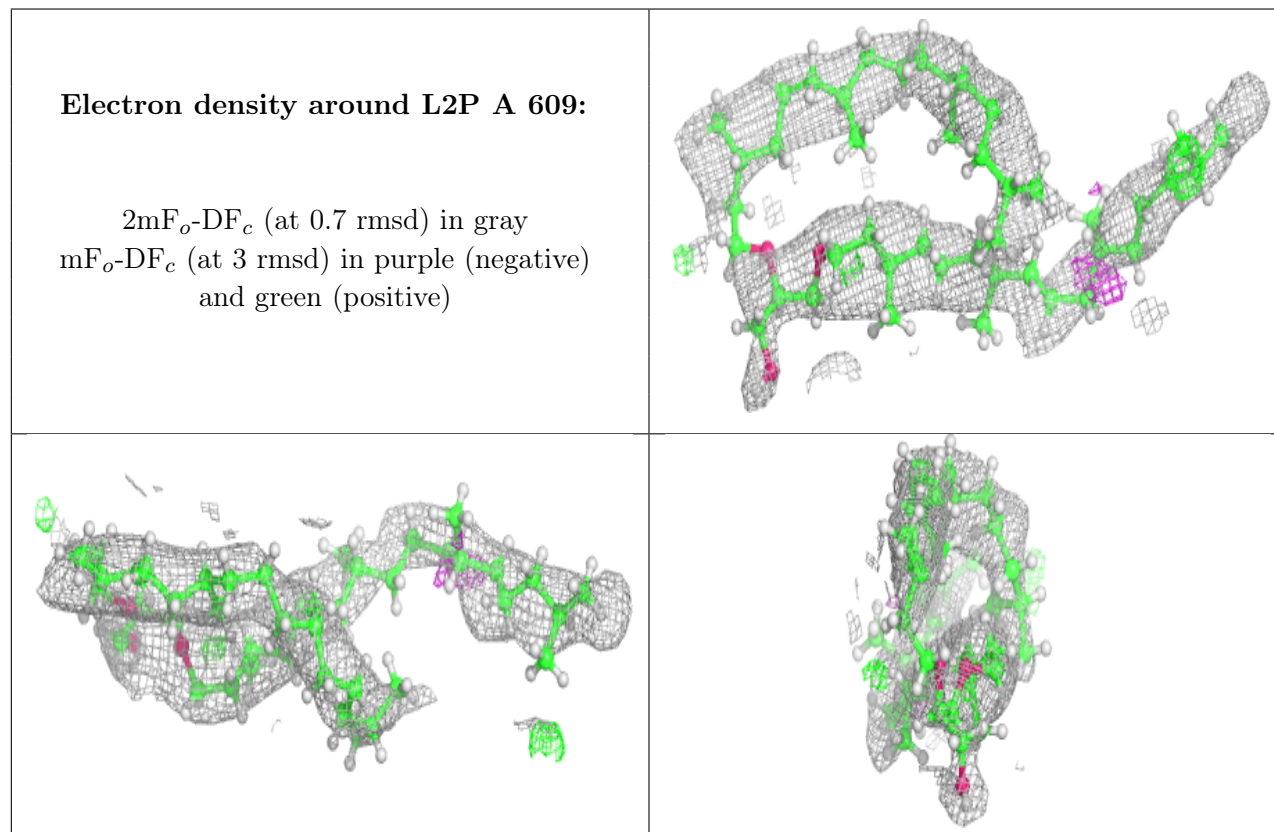 Electron density around L2P A 609:
2mFo-DFc (at 0.7 rmsd) in gray
mFo-DFc (at 3 rmsd) in purple (negative)
and green (positive)